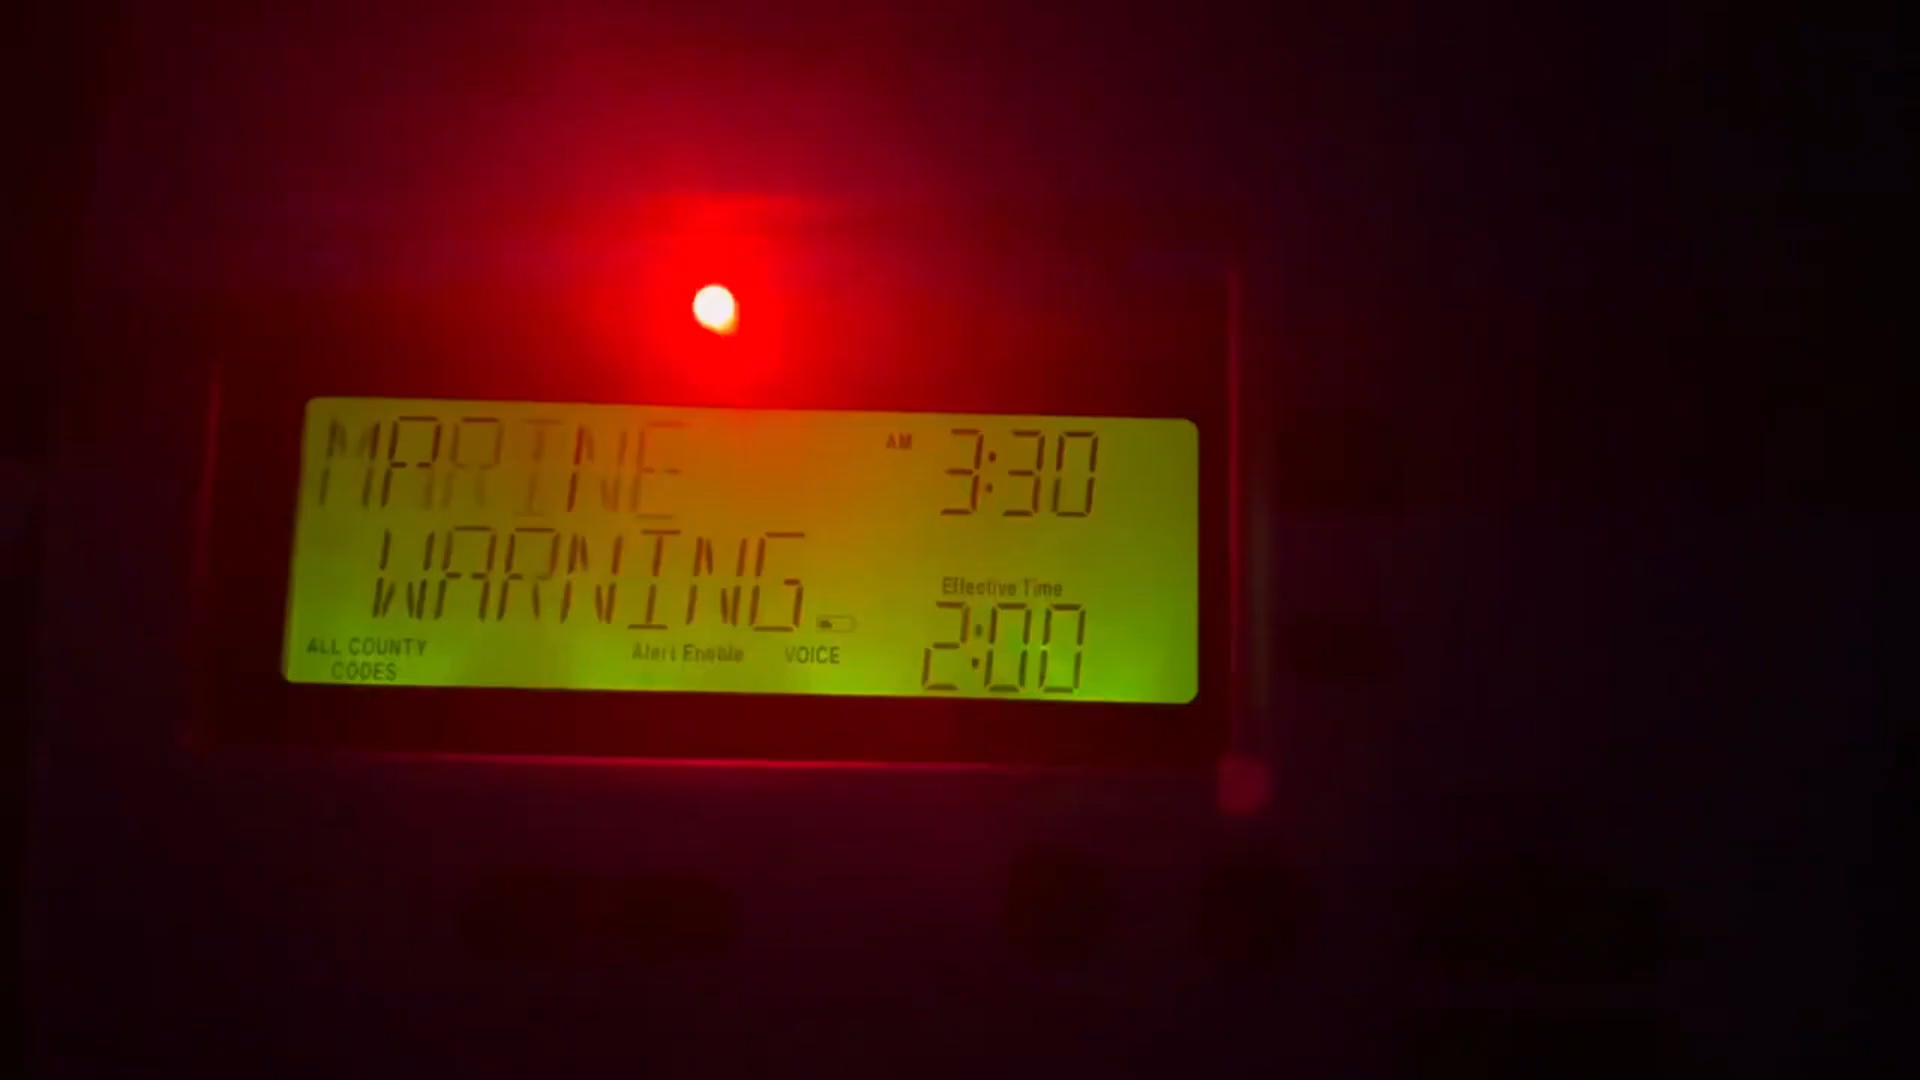 MARINE
AM 3:30
WARNING
Effective Time
2:00
ALL COUNTY
CODES
Alert Enable
VOICE